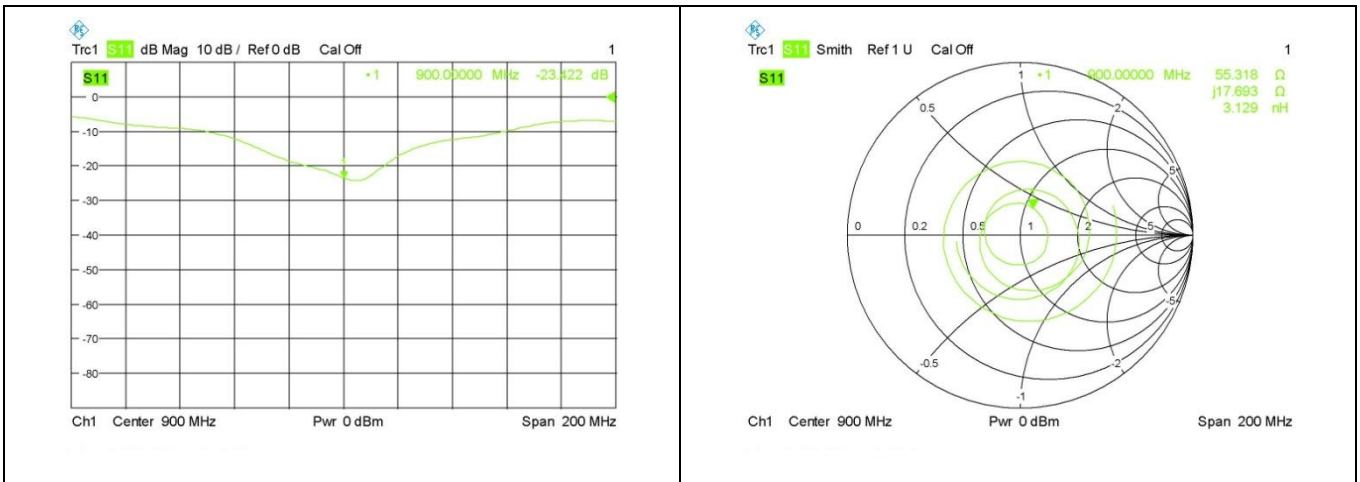 Trc1 S11 dB Mag 10 dB / Ref 0 dB Cal Off 1
S11
•1 900.00000 MHz -23.422 dB
0
-10
-20
-30
-40
-50
-60
-70
-80
Ch1 Center 900 MHz Pwr 0 dBm Span 200 MHz
Trc1 S11 Smith Ref 1 U Cal Off 1
S11
•1 900.00000 MHz 55.318 Ω
j17.693 Ω
3.129 nH
1
0.5 2
5
0 0.2 0.5 1 2 5
-5
-0.5 -2
-1
Ch1 Center 900 MHz Pwr 0 dBm Span 200 MHz